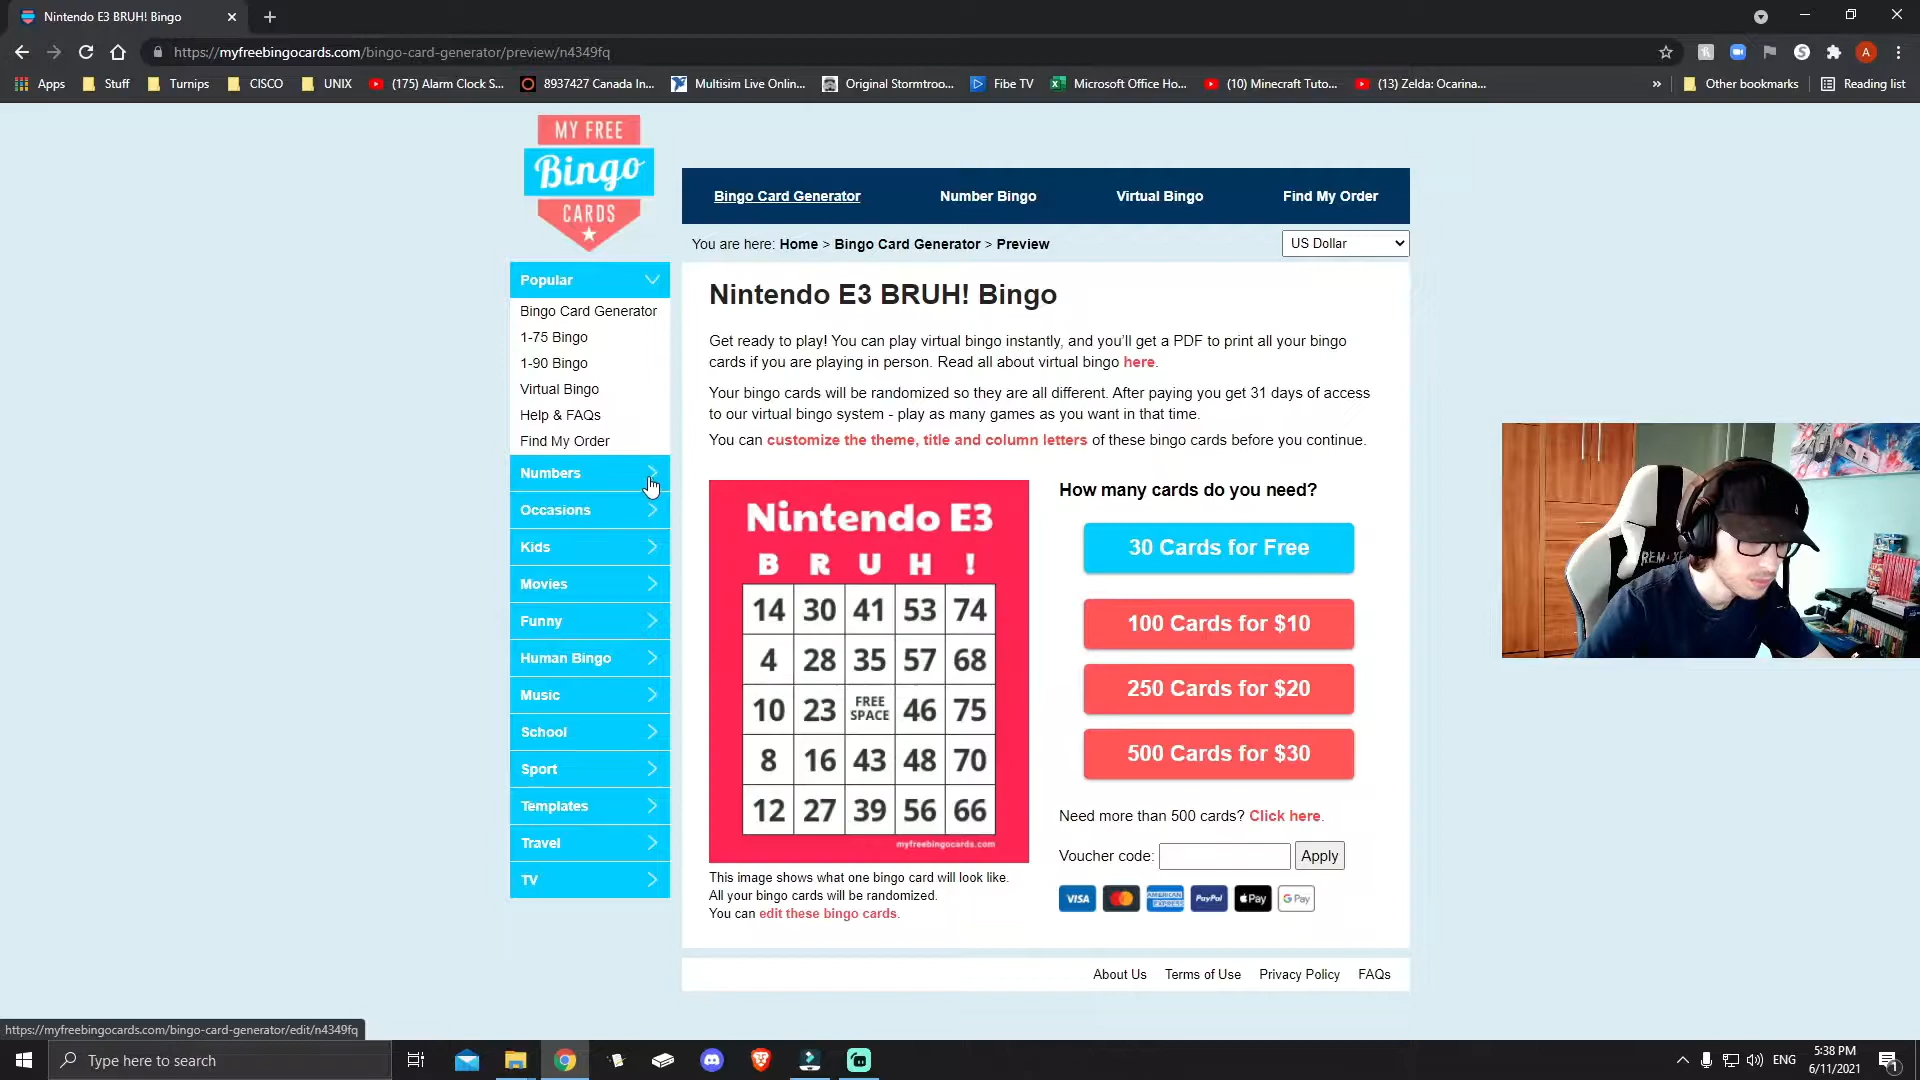 Nintendo E3 BRUH! Bingo
https://myfreebingocards.com/bingo-card-generator/preview/n4349fq
Apps Stuff Turnips CISCO UNIX (175) Alarm Clock S... 8937427 Canada In... Multisim Live Onlin... Original Stormtroo... Fibe TV Microsoft Office Ho... (10) Minecraft Tuto... (13) Zelda: Ocarina... » Other bookmarks Reading list
MY FREE
Bingo
CARDS
Bingo Card Generator Number Bingo Virtual Bingo Find My Order
You are here: Home > Bingo Card Generator > Preview
US Dollar
Popular
Bingo Card Generator
1-75 Bingo
1-90 Bingo
Virtual Bingo
Help & FAQs
Find My Order
Numbers
Occasions
Kids
Movies
Funny
Human Bingo
Music
School
Sport
Templates
Travel
TV
Nintendo E3 BRUH! Bingo
Get ready to play! You can play virtual bingo instantly, and you'll get a PDF to print all your bingo
cards if you are playing in person. Read all about virtual bingo here.
Your bingo cards will be randomized so they are all different. After paying you get 31 days of access
to our virtual bingo system - play as many games as you want in that time.
You can customize the theme, title and column letters of these bingo cards before you continue.
Nintendo E3
B R U H !
14 30 41 53 74
4 28 35 57 68
10 23 FREE SPACE 46 75
8 16 43 48 70
12 27 39 56 66
myfreebingocards.com
This image shows what one bingo card will look like.
All your bingo cards will be randomized.
You can edit these bingo cards.
How many cards do you need?
30 Cards for Free
100 Cards for $10
250 Cards for $20
500 Cards for $30
Need more than 500 cards? Click here.
Voucher code: Apply
VISA AMERICAN EXPRESS PayPal Pay G Pay
About Us Terms of Use Privacy Policy FAQs
https://myfreebingocards.com/bingo-card-generator/edit/n4349fq
Type here to search
ENG
5:38 PM
6/11/2021